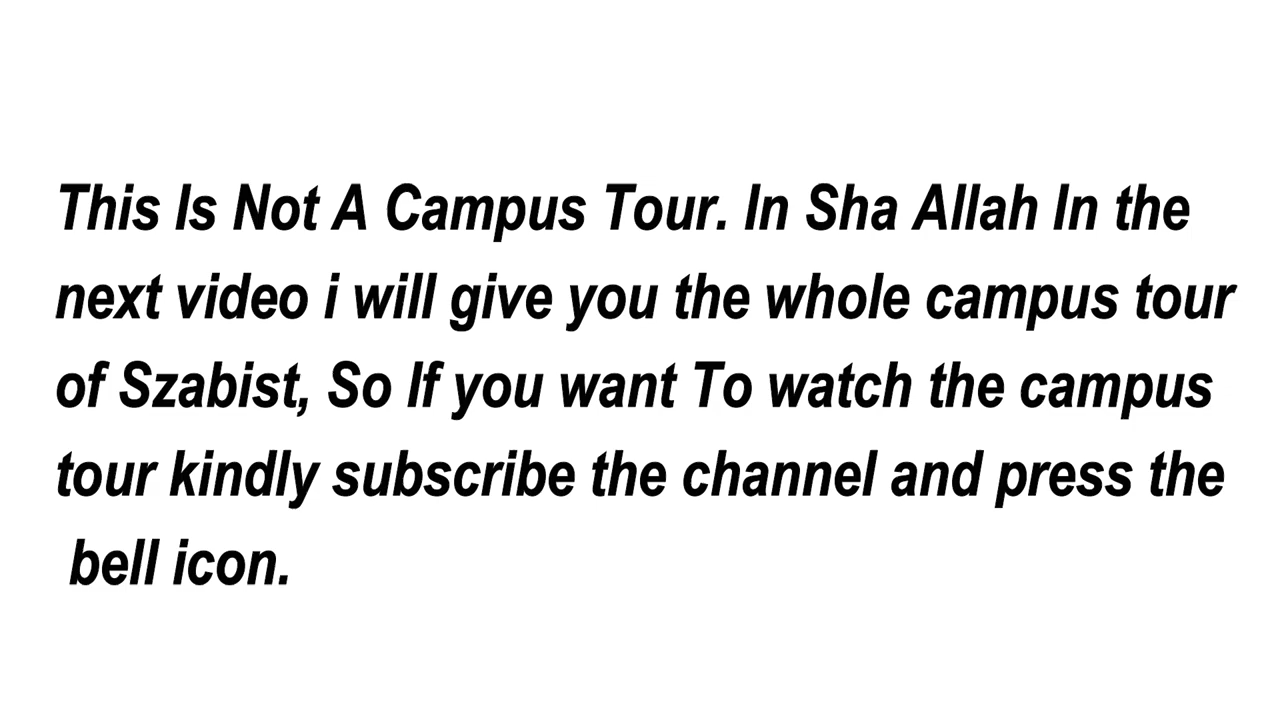 This Is Not A Campus Tour. In Sha Allah In the
next video i will give you the whole campus tour
of Szabist, So If you want To watch the campus
tour kindly subscribe the channel and press the
bell icon.